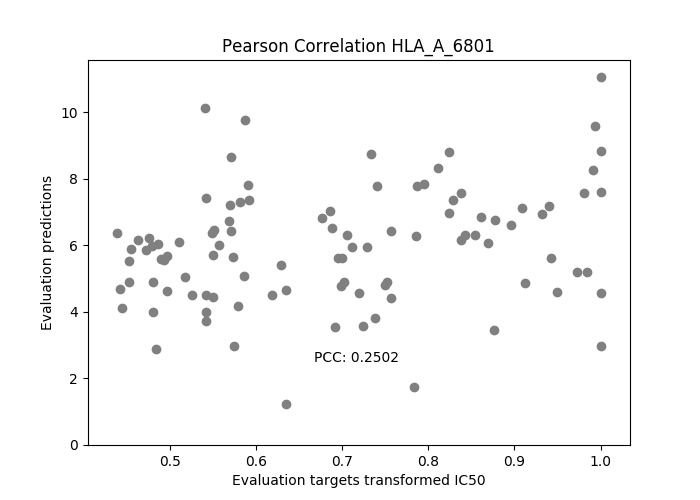 Pearson Correlation HLA_A_6801
10
8
6
4
2
0
Evaluation predictions
PCC: 0.2502
0.5 0.6 0.7 0.8 0.9 1.0
Evaluation targets transformed IC50